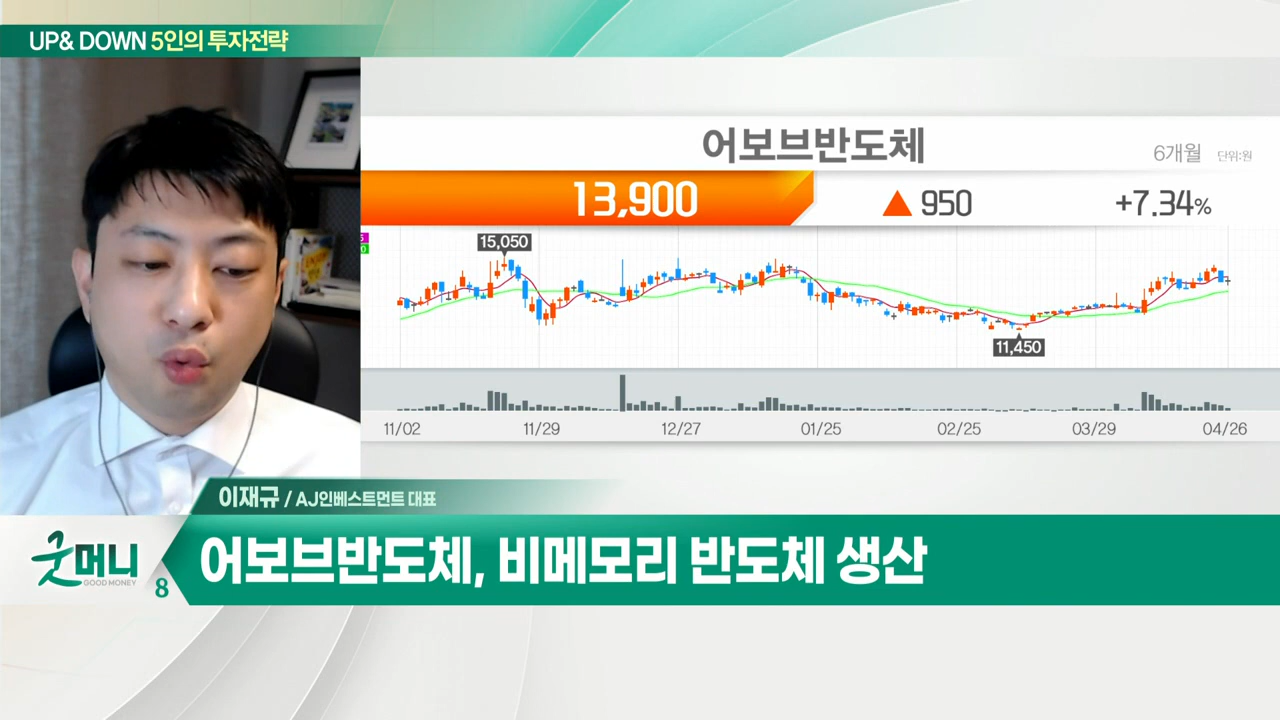 UP& DOWN 5인의 투자전략
어보브반도체
6개월 단위:원
13,900 ▲ 950 +7.34%
15,050
11,450
11/02 11/29 12/27 01/25 02/25 03/29 04/26
이재규 / AJ인베스트먼트 대표
굿머니
GOOD MONEY
8
어보브반도체, 비메모리 반도체 생산